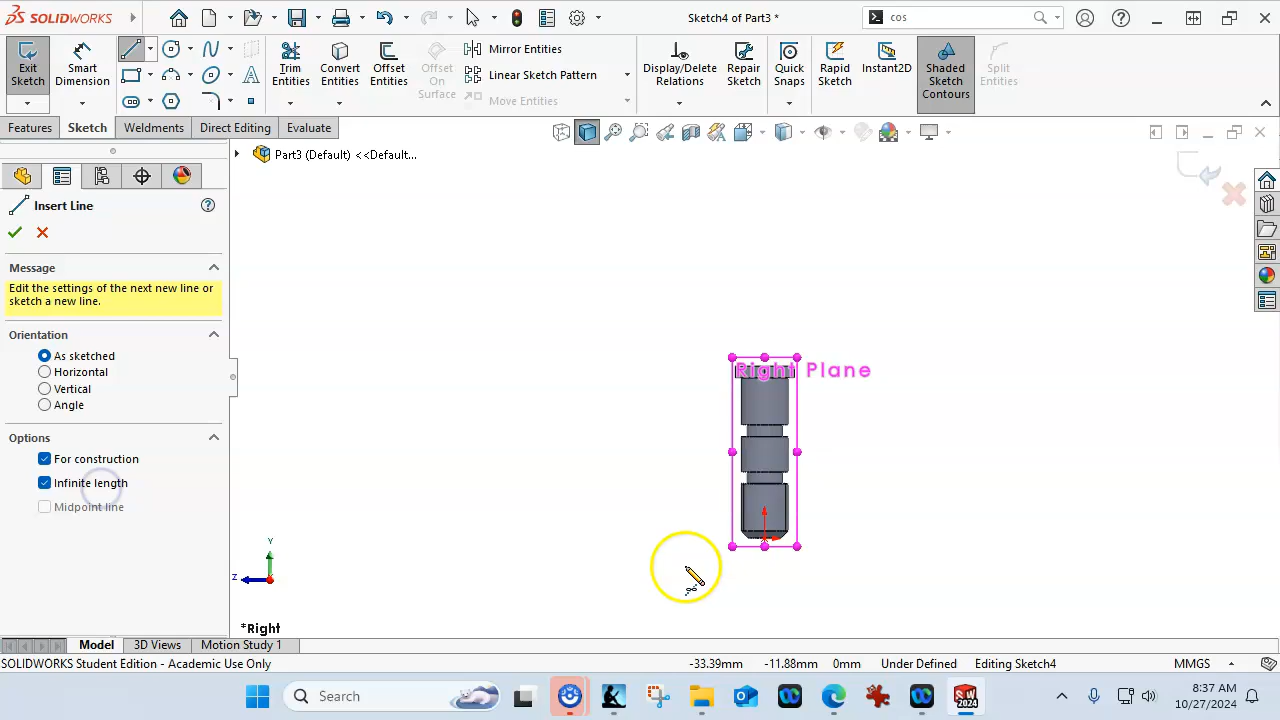 SOLIDWORKS
Sketch4 of Part3 *
cos
Exit Sketch
Smart Dimension
Trim Entities
Convert Entities
Offset Entities
Offset On Surface
Mirror Entities
Linear Sketch Pattern
Move Entities
Display/Delete Relations
Repair Sketch
Quick Snaps
Rapid Sketch
Instant2D
Shaded Sketch Contours
Split Entities
Features
Sketch
Weldments
Direct Editing
Evaluate
Part3 (Default) <<Default...
Insert Line
Message
Edit the settings of the next new line or
sketch a new line.
Orientation
As sketched
Horizontal
Vertical
Angle
Options
For construction
Infinite length
Midpoint line
Right Plane
Y
Z
*Right
Model
3D Views
Motion Study 1
SOLIDWORKS Student Edition - Academic Use Only
-33.39mm
-11.88mm
0mm
Under Defined
Editing Sketch4
MMGS
Search
SW
2024
8:37 AM
10/27/2024